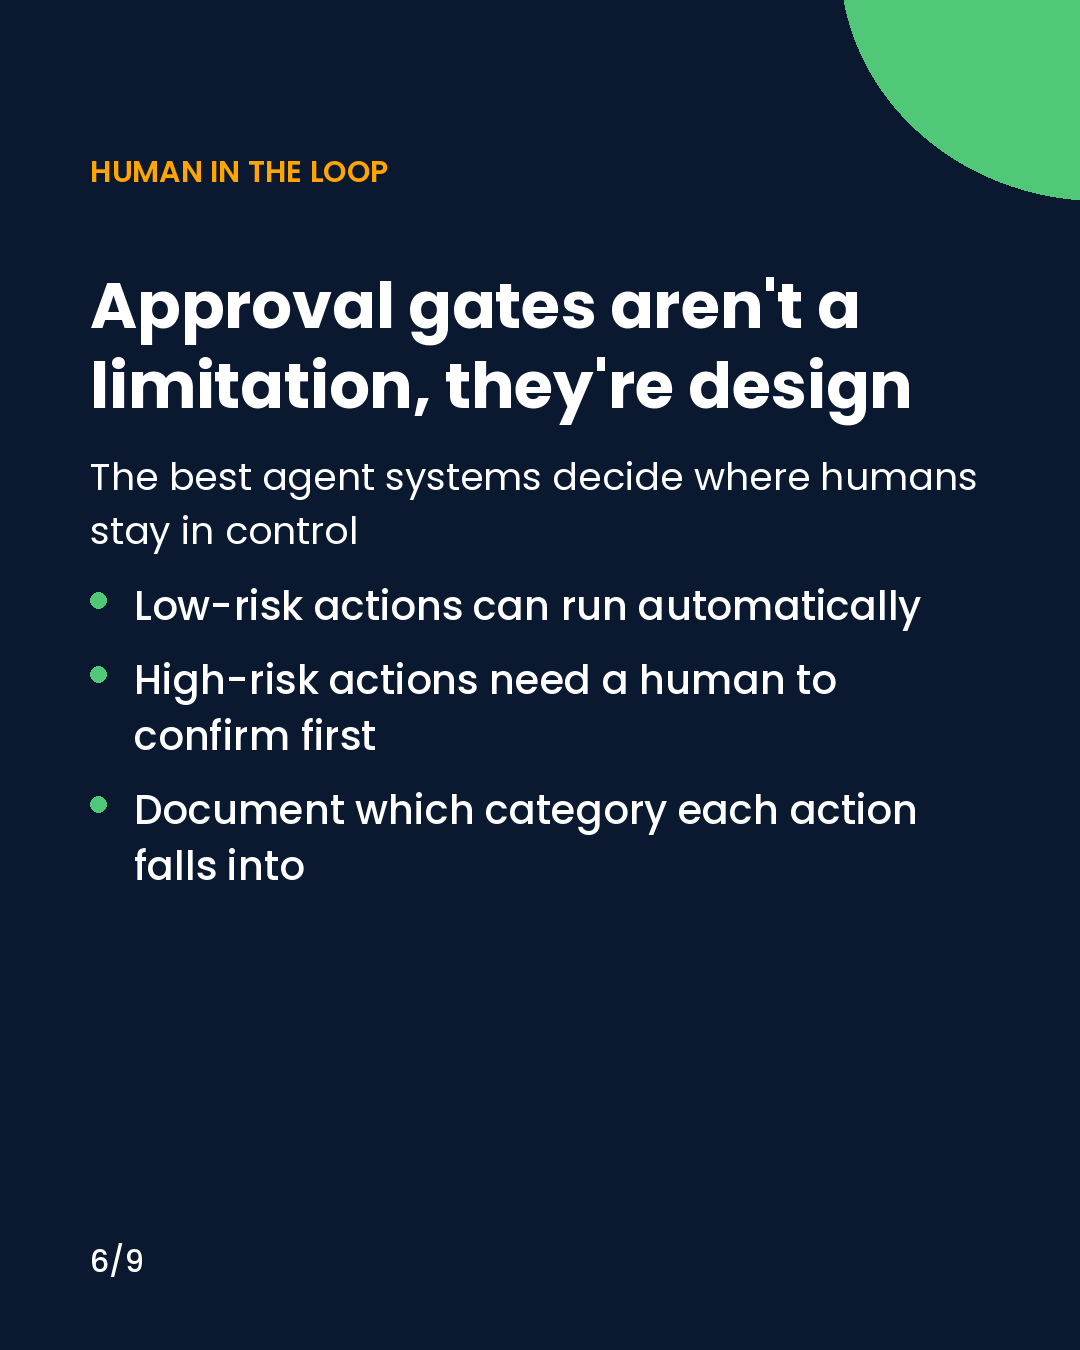 HUMAN IN THE LOOP
Approval gates aren't a
limitation, they're design
The best agent systems decide where humans
stay in control
Low-risk actions can run automatically
High-risk actions need a human to
confirm first
Document which category each action
falls into
6/9